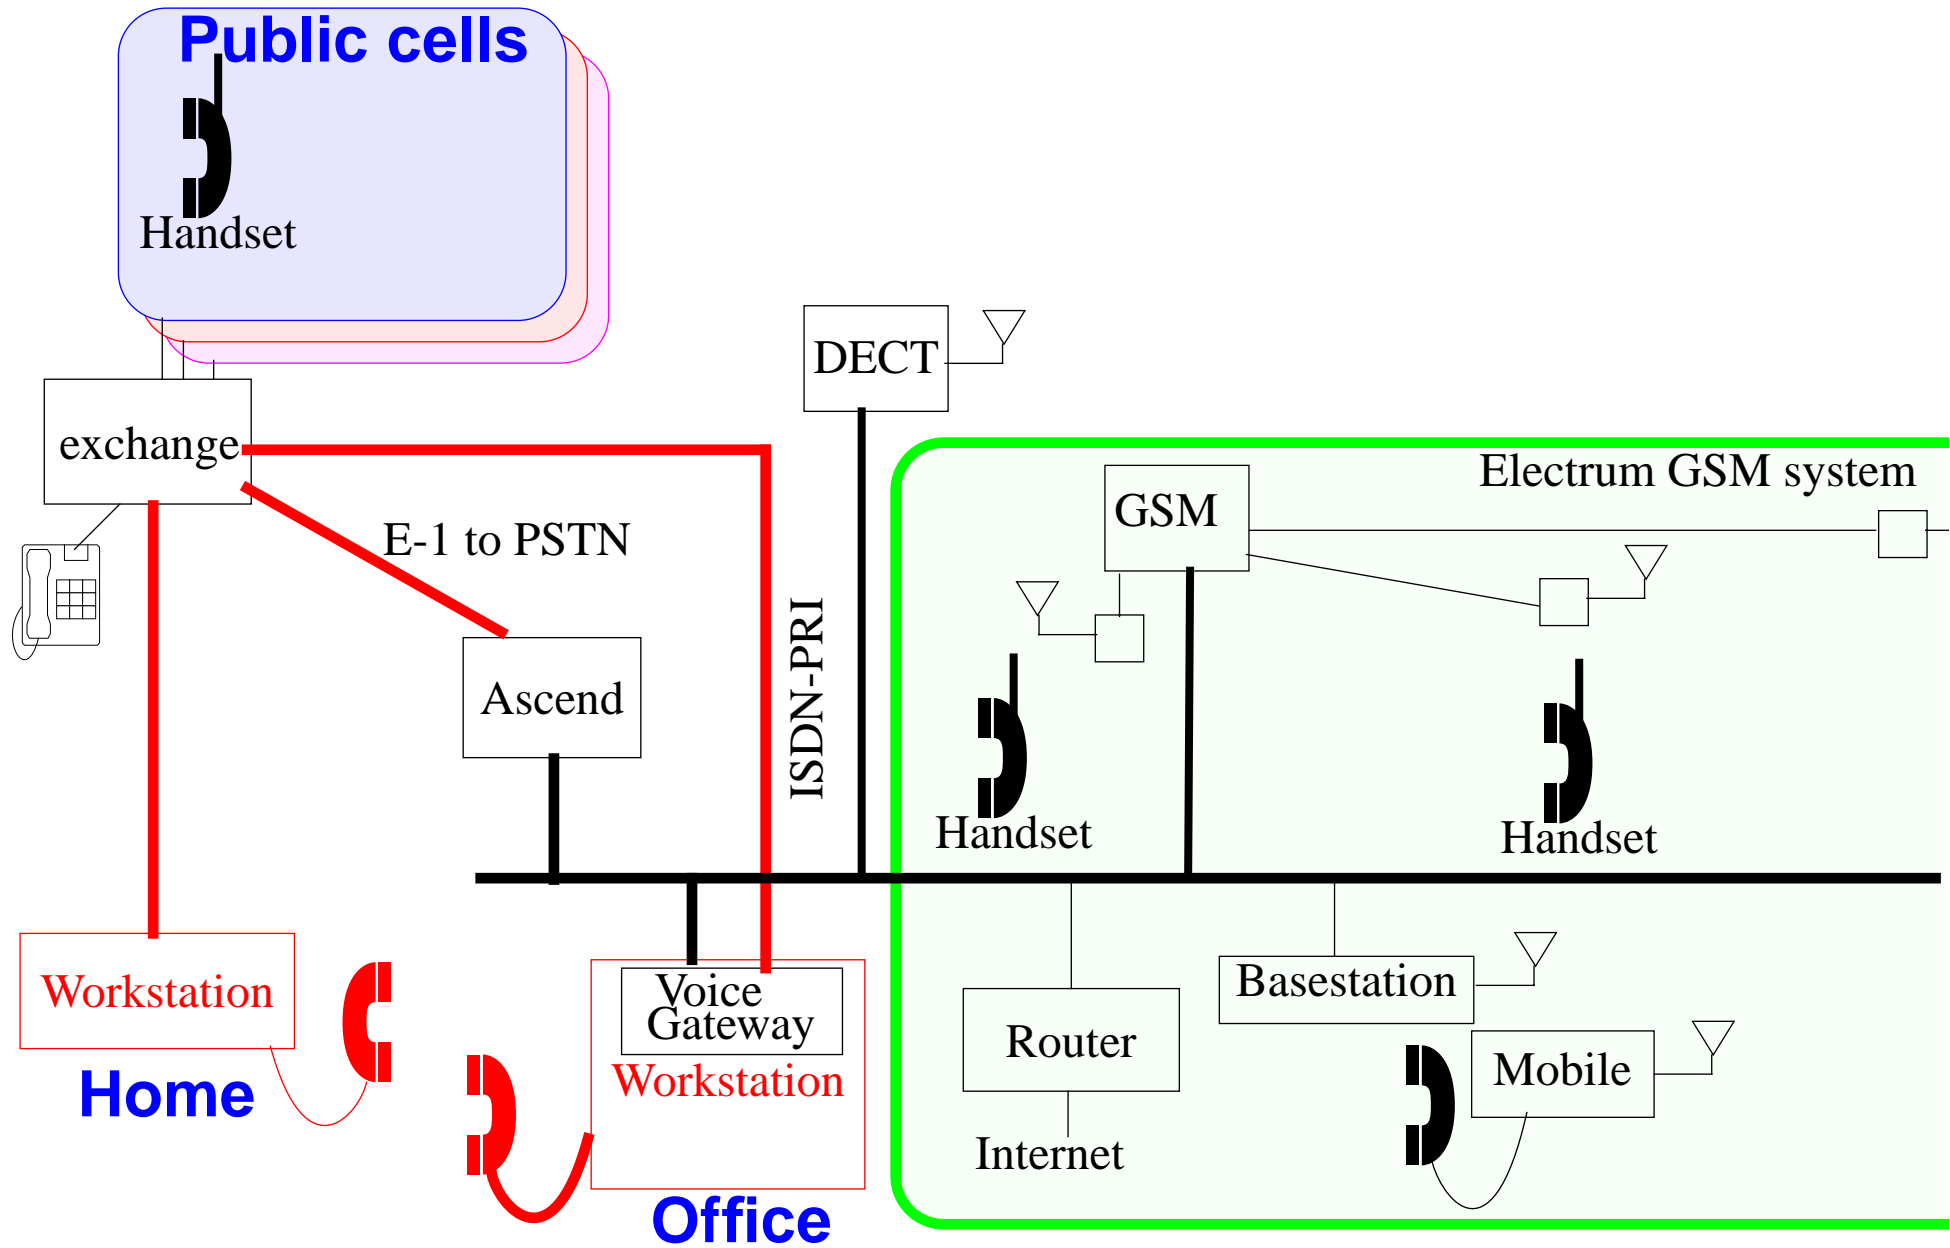 Public cells
Handset
DECT
exchange
Electrum GSM system
GSM
E-1 to PSTN
ISDN-PRI
Ascend
Handset
Handset
Workstation
Voice
Gateway
Workstation
Basestation
Router
Mobile
Home
Internet
Office